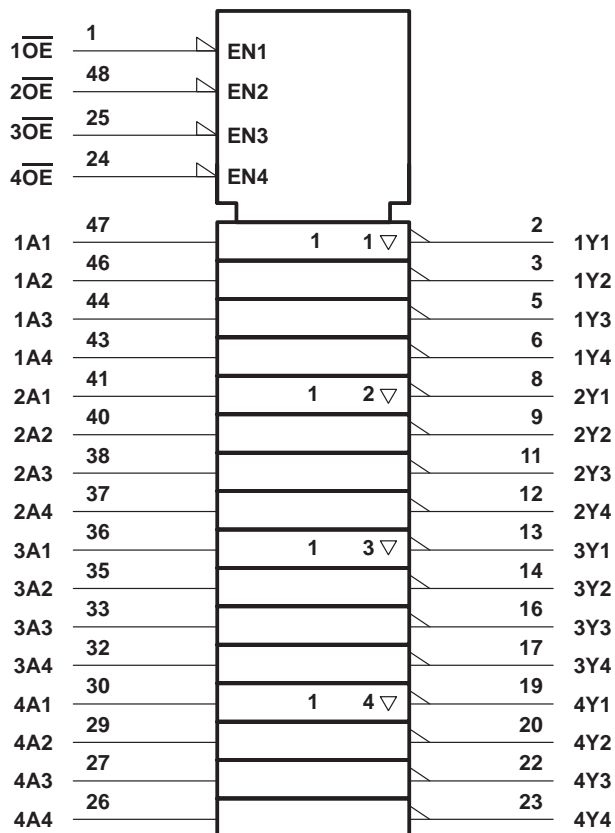 1O̅E̅ 1 EN1
2O̅E̅ 48 EN2
3O̅E̅ 25 EN3
4O̅E̅ 24 EN4
1A1 47 1 1 ▽ 2 1Y1
1A2 46 3 1Y2
1A3 44 5 1Y3
1A4 43 6 1Y4
2A1 41 1 2 ▽ 8 2Y1
2A2 40 9 2Y2
2A3 38 11 2Y3
2A4 37 12 2Y4
3A1 36 1 3 ▽ 13 3Y1
3A2 35 14 3Y2
3A3 33 16 3Y3
3A4 32 17 3Y4
4A1 30 1 4 ▽ 19 4Y1
4A2 29 20 4Y2
4A3 27 22 4Y3
4A4 26 23 4Y4